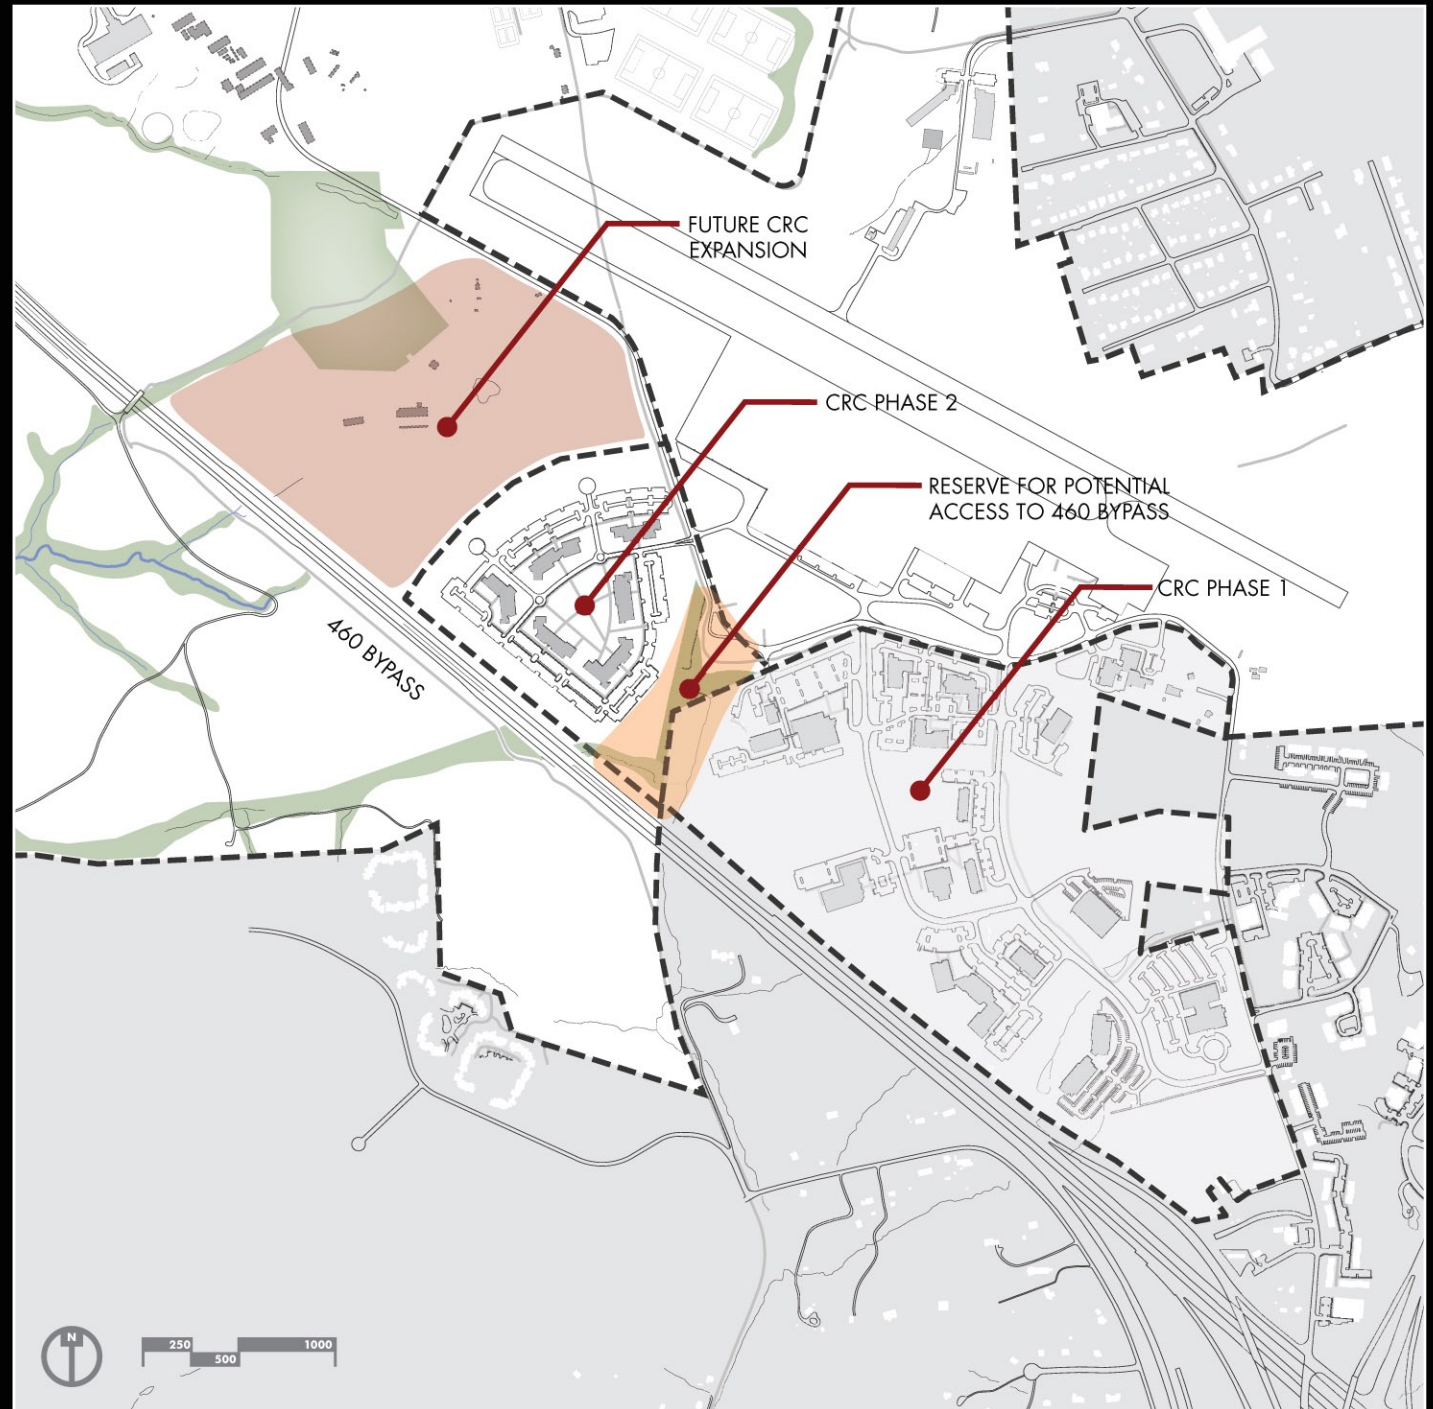 FUTURE CRC
EXPANSION
CRC PHASE 2
RESERVE FOR POTENTIAL
ACCESS TO 460 BYPASS
CRC PHASE 1
460 BYPASS
N
250
500
1000